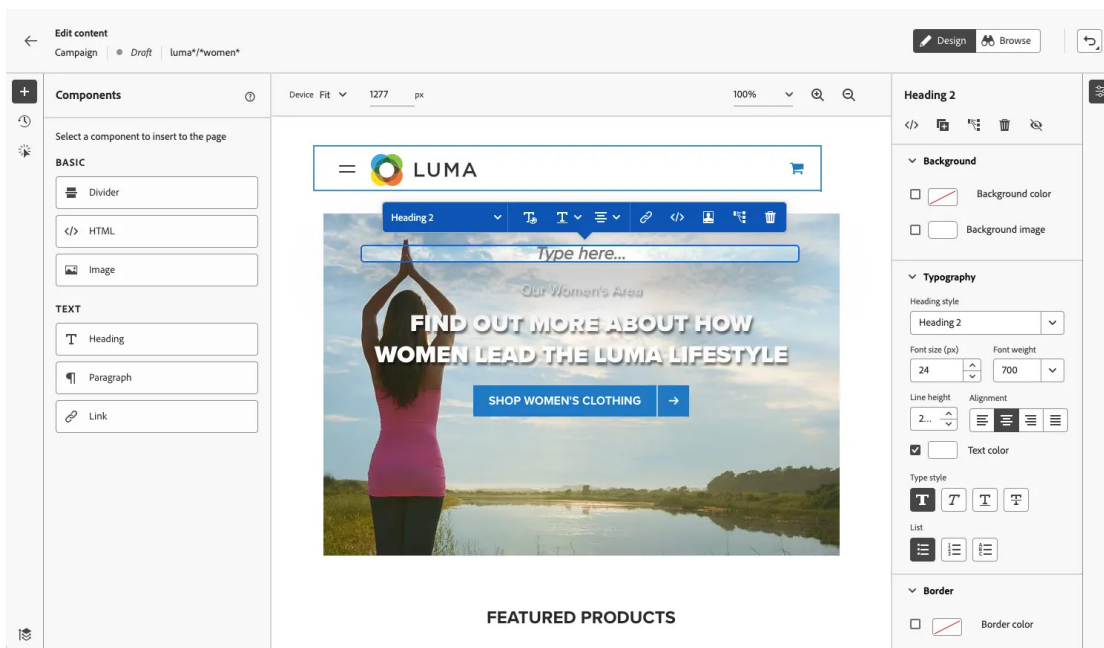 Edit content
Campaign Draft luma*/*women*
Design Browse
Components
Device Fit 1277 px 100%
Heading 2
Select a component to insert to the page
BASIC
Divider
HTML
Image
TEXT
Heading
Paragraph
Link
LUMA
Heading 2
Type here...
Our Women's Area
FIND OUT MORE ABOUT HOW
WOMEN LEAD THE LUMA LIFESTYLE
SHOP WOMEN'S CLOTHING
FEATURED PRODUCTS
Background
Background color
Background image
Typography
Heading style
Heading 2
Font size (px) Font weight
24 700
Line height Alignment
2...
Text color
Type style
List
Border
Border color